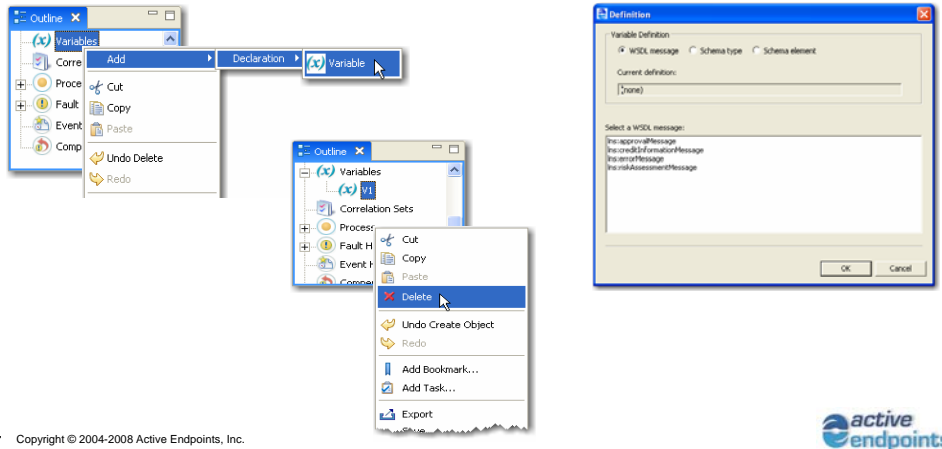 Outline
(x) Variables
Corre
Proce
Fault
Event
Comp
Add
Cut
Copy
Paste
Undo Delete
Redo
Declaration
(x) Variable
Outline
(x) Variables
(x) V1
Correlation Sets
Process
Fault H
Event H
Compe
Cut
Copy
Paste
Delete
Undo Create Object
Redo
Add Bookmark...
Add Task...
Export
Save
Definition
Variable Definition
WSDL message Schema type Schema element
Current definition:
(none)
Select a WSDL message:
lns:approvalMessage
lns:creditInformationMessage
lns:errorMessage
lns:riskAssessmentMessage
OK Cancel
Copyright © 2004-2008 Active Endpoints, Inc.
active
endpoints